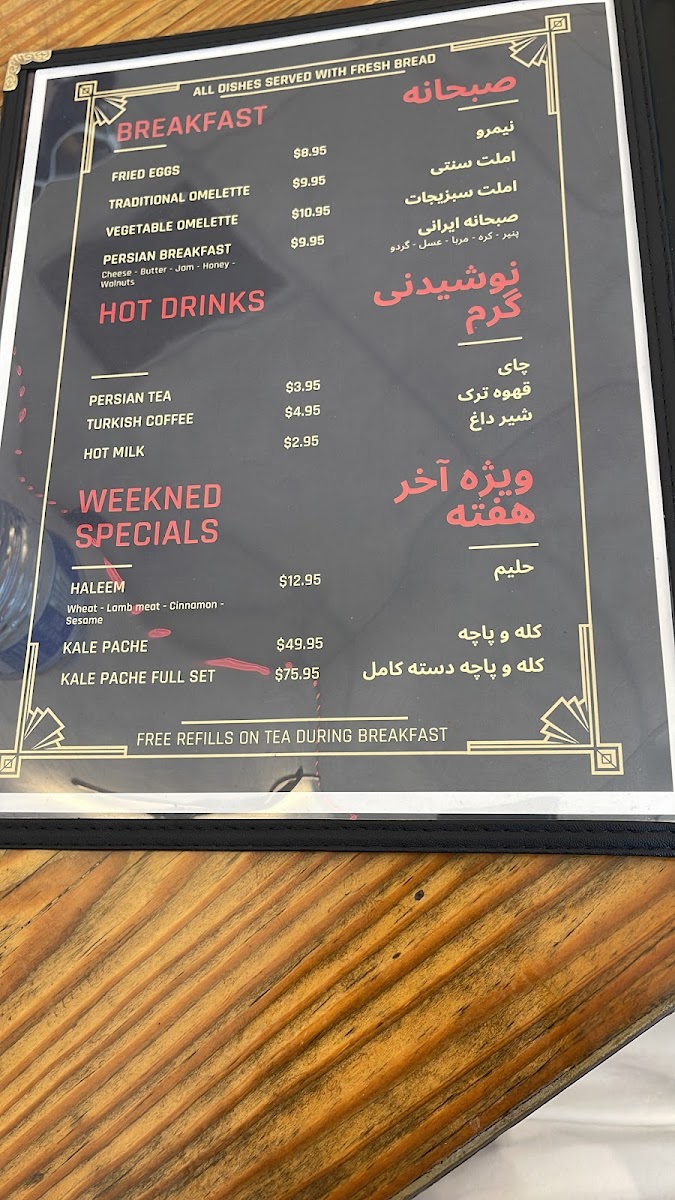 ALL DISHES SERVED WITH FRESH BREAD
BREAKFAST
صبحانه
FRIED EGGS $8.95 نیمرو
TRADITIONAL OMELETTE $9.95 املت سنتی
VEGETABLE OMELETTE $10.95 املت سبزیجات
PERSIAN BREAKFAST $9.95 صبحانه ایرانی
Cheese - Butter - Jam - Honey -
Walnuts
پنیر - کره - مربا - عسل - گردو
HOT DRINKS
نوشیدنی
گرم
PERSIAN TEA $3.95 چای
TURKISH COFFEE $4.95 قهوه ترک
HOT MILK $2.95 شیر داغ
WEEKNED
SPECIALS
ویژه آخر
هفته
HALEEM $12.95 حلیم
Wheat - Lamb meat - Cinnamon -
Sesame
KALE PACHE $49.95 کله و پاچه
KALE PACHE FULL SET $75.95 کله و پاچه دسته کامل
FREE REFILLS ON TEA DURING BREAKFAST